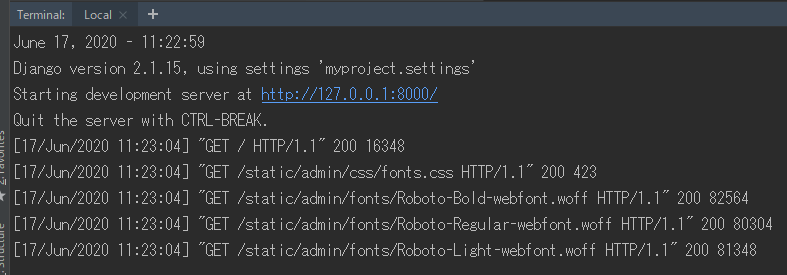 Terminal: Local × +
June 17, 2020 - 11:22:59
Django version 2.1.15, using settings 'myproject.settings'
Starting development server at http://127.0.0.1:8000/
Quit the server with CTRL-BREAK.
[17/Jun/2020 11:23:04] "GET / HTTP/1.1" 200 16348
[17/Jun/2020 11:23:04] "GET /static/admin/css/fonts.css HTTP/1.1" 200 423
[17/Jun/2020 11:23:04] "GET /static/admin/fonts/Roboto-Bold-webfont.woff HTTP/1.1" 200 82564
[17/Jun/2020 11:23:04] "GET /static/admin/fonts/Roboto-Regular-webfont.woff HTTP/1.1" 200 80304
[17/Jun/2020 11:23:04] "GET /static/admin/fonts/Roboto-Light-webfont.woff HTTP/1.1" 200 81348
2: Favorites
Structure